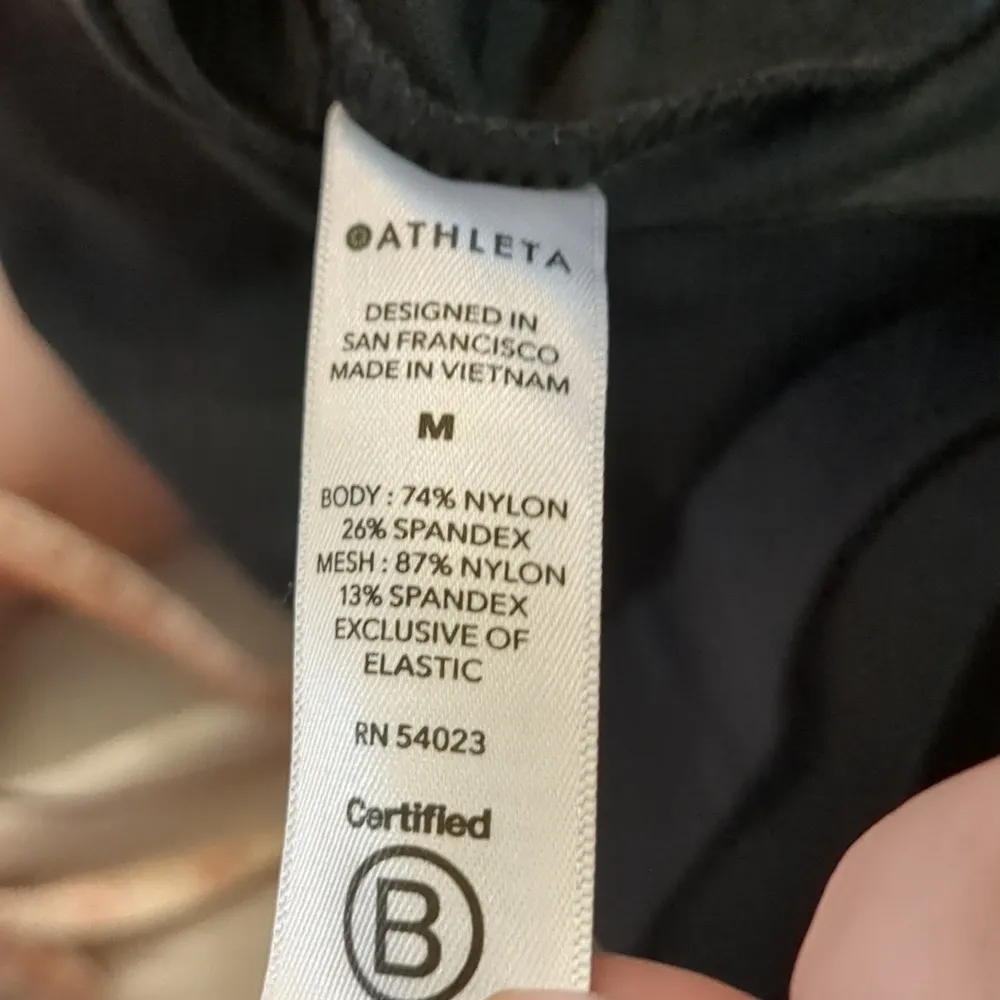 ATHLETA
DESIGNED IN
SAN FRANCISCO
MADE IN VIETNAM
M
BODY : 74% NYLON
26% SPANDEX
MESH : 87% NYLON
13% SPANDEX
EXCLUSIVE OF
ELASTIC
RN 54023
Certified
B